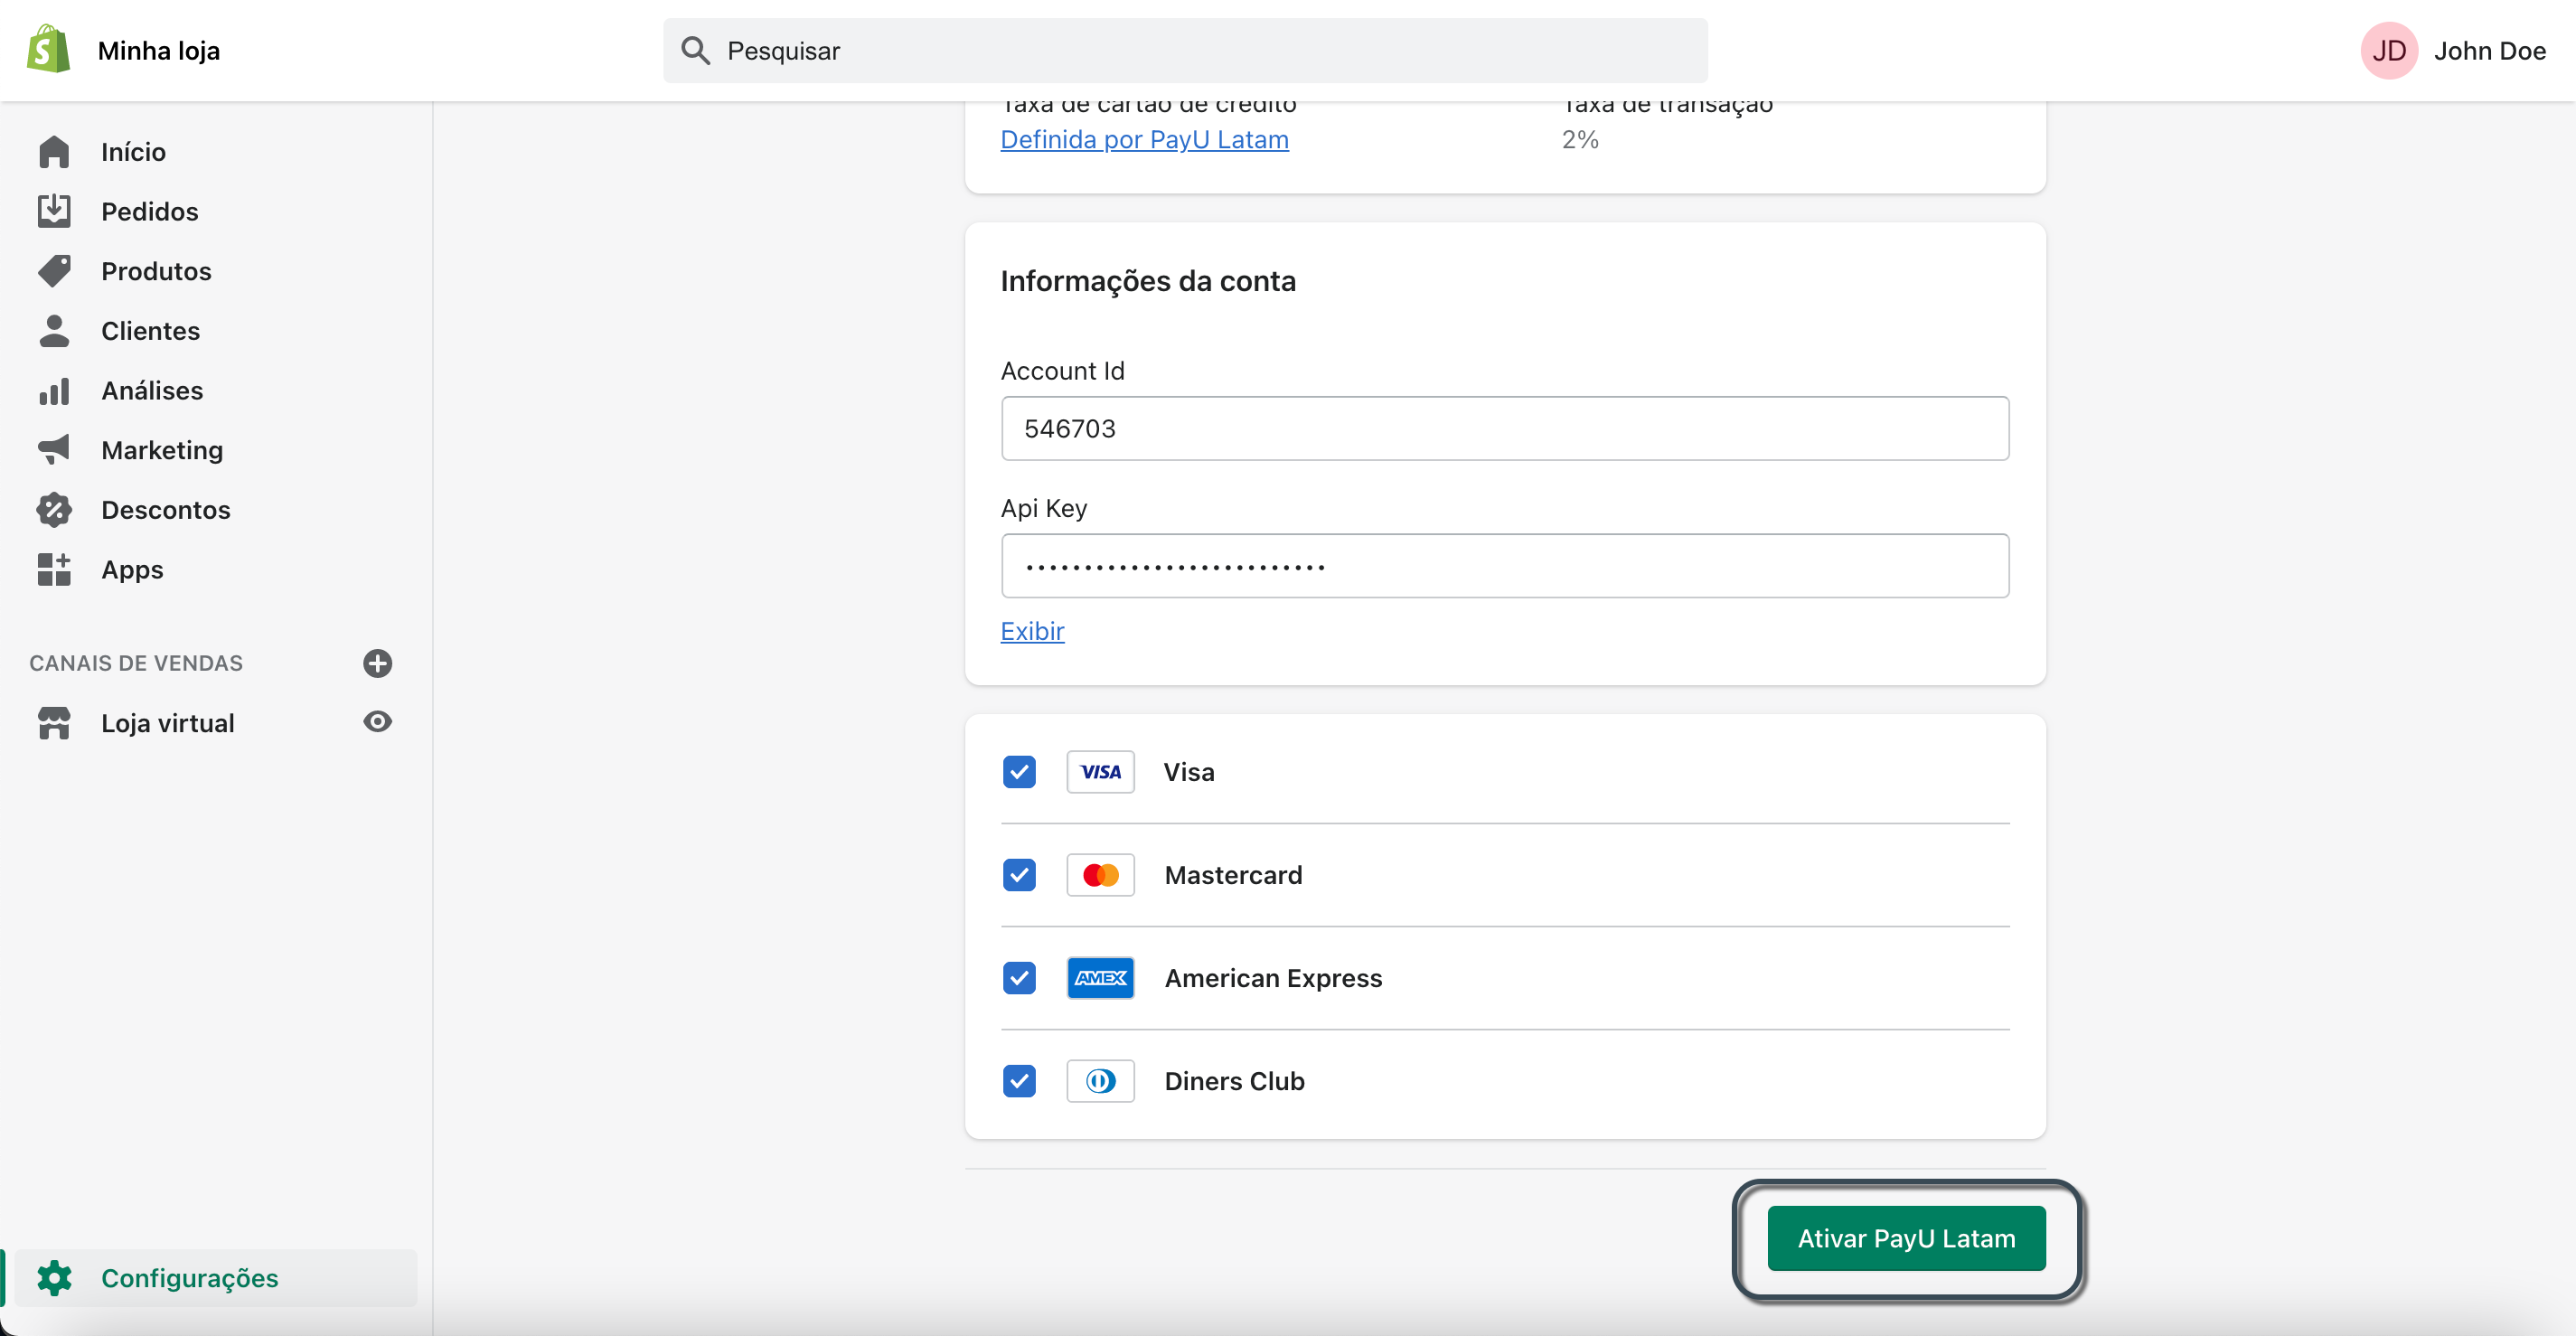 Minha loja
Pesquisar
JD John Doe
Início
Pedidos
Produtos
Clientes
Análises
Marketing
Descontos
Apps
CANAIS DE VENDAS
Loja virtual
Configurações
Taxa de cartão de crédito
Definida por PayU Latam
Taxa de transação
2%
Informações da conta
Account Id
546703
Api Key
••••••••••••••••••••••••••
Exibir
VISA Visa
Mastercard
AMEX American Express
Diners Club
Ativar PayU Latam